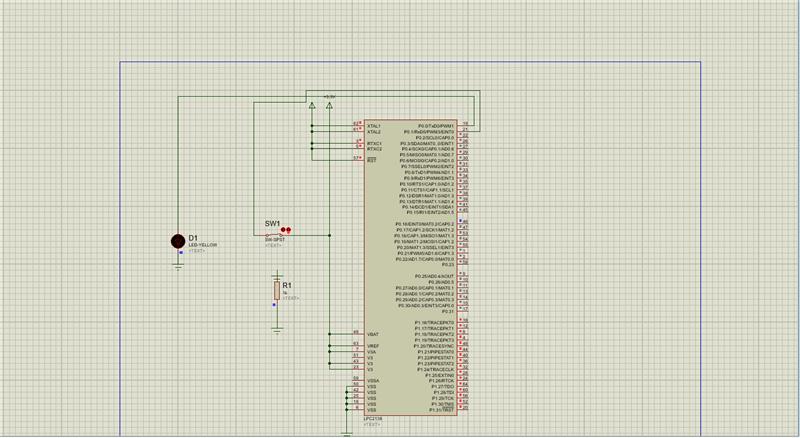 +3.3V
XTAL1
XTAL2
RTXC1
RTXC2
RST
P0.0/TxD0/PWM1
P0.1/RxD0/PWM3/EINT0
P0.2/SCL0/CAP0.0
P0.3/SDA0/MAT0.0/EINT1
P0.4/SCK0/CAP0.1/AD0.6
P0.5/MISO0/MAT0.1/AD0.7
P0.6/MOSI0/CAP0.2/AD1.0
P0.7/SSEL0/PWM2/EINT2
P0.8/TxD1/PWM4/AD1.1
P0.9/RxD1/PWM6/EINT3
P0.10/RTS1/CAP1.0/AD1.2
P0.11/CTS1/CAP1.1/SCL1
P0.12/DSR1/MAT1.0/AD1.3
P0.13/DTR1/MAT1.1/AD1.4
P0.14/DCD1/EINT1/SDA1
P0.15/RI1/EINT2/AD1.5
P0.16/EINT0/MAT0.2/CAP0.2
P0.17/CAP1.2/SCK1/MAT1.2
P0.18/CAP1.3/MISO1/MAT1.3
P0.19/MAT1.2/MOSI1/CAP1.2
P0.20/MAT1.3/SSEL1/EINT3
P0.21/PWM5/AD1.6/CAP1.3
P0.22/AD1.7/CAP0.0/MAT0.0
P0.23
P0.25/AD0.4/AOUT
P0.26/AD0.5
P0.27/AD0.0/CAP0.1/MAT0.1
P0.28/AD0.1/CAP0.2/MAT0.2
P0.29/AD0.2/CAP0.3/MAT0.3
P0.30/AD0.3/EINT3/CAP0.0
P0.31
P1.16/TRACEPKT0
P1.17/TRACEPKT1
P1.18/TRACEPKT2
P1.19/TRACEPKT3
P1.20/TRACESYNC
P1.21/PIPESTAT0
P1.22/PIPESTAT1
P1.23/PIPESTAT2
P1.24/TRACECLK
P1.25/EXTIN0
P1.26/RTCK
P1.27/TDO
P1.28/TDI
P1.29/TCK
P1.30/TMS
P1.31/TRST
SW1
SW-SPST
<TEXT>
D1
LED-YELLOW
<TEXT>
R1
1k
<TEXT>
VBAT
VREF
V3A
V3
V3
V3
VSSA
VSS
VSS
VSS
VSS
VSS
LPC2138
<TEXT>